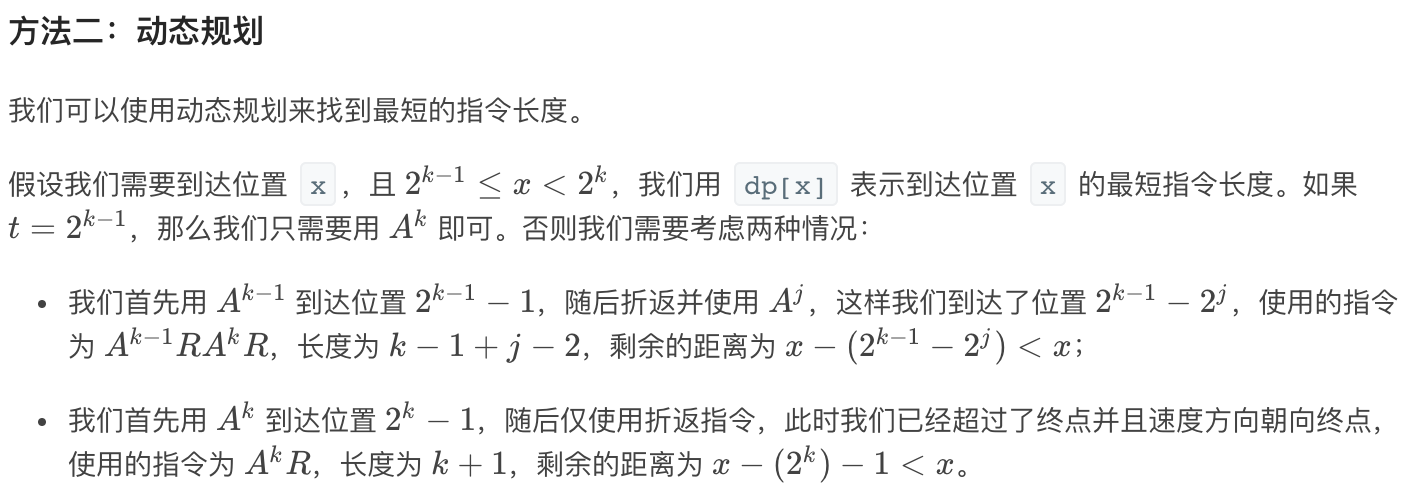 方法二：动态规划
我们可以使用动态规划来找到最短的指令长度。
假设我们需要到达位置 x ，且 $2^{k-1} \leq x < 2^k$，我们用 dp[x] 表示到达位置 x 的最短指令长度。如果
$t = 2^{k-1}$，那么我们只需要用 $A^k$ 即可。否则我们需要考虑两种情况：
• 我们首先用 $A^{k-1}$ 到达位置 $2^{k-1} - 1$，随后折返并使用 $A^j$，这样我们到达了位置 $2^{k-1} - 2^j$，使用的指令
为 $A^{k-1}RA^kR$，长度为 $k - 1 + j - 2$，剩余的距离为 $x - (2^{k-1} - 2^j) < x$；
• 我们首先用 $A^k$ 到达位置 $2^k - 1$，随后仅使用折返指令，此时我们已经超过了终点并且速度方向朝向终点，
使用的指令为 $A^kR$，长度为 $k + 1$，剩余的距离为 $x - (2^k) - 1 < x$。